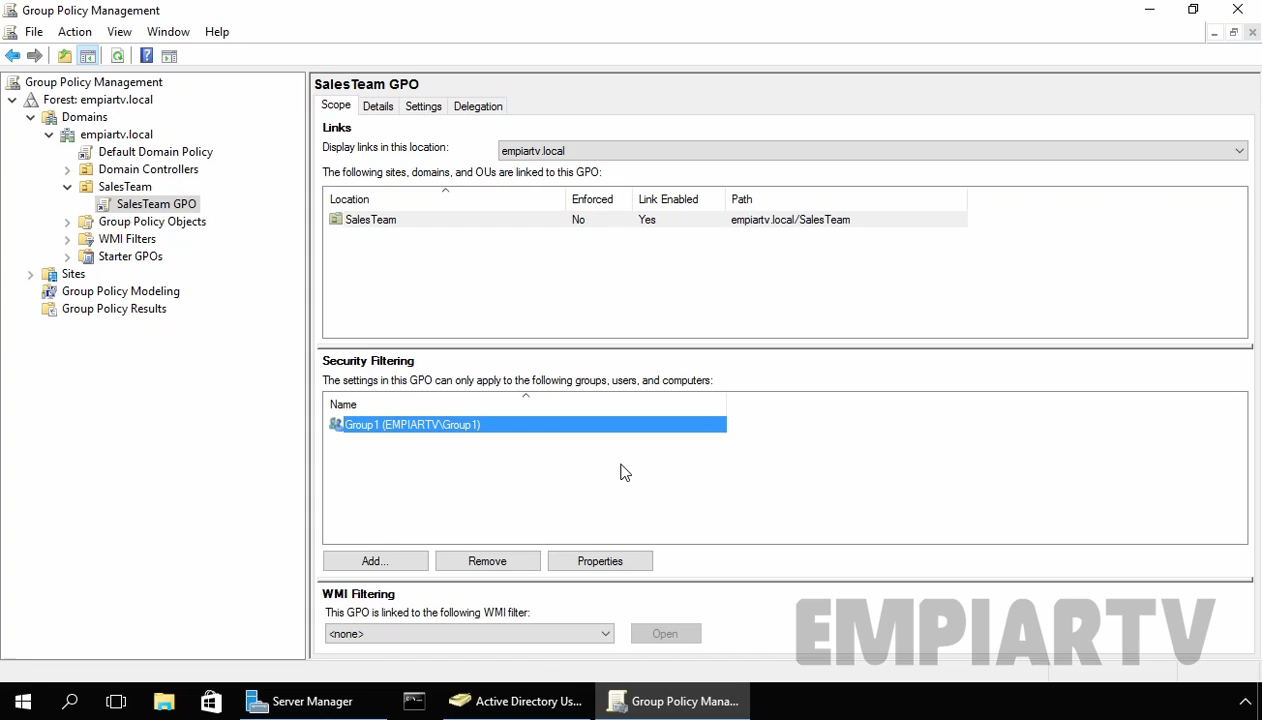 Group Policy Management
File Action View Window Help
Group Policy Management
Forest: empiartv.local
Domains
empiartv.local
Default Domain Policy
Domain Controllers
SalesTeam
SalesTeam GPO
Group Policy Objects
WMI Filters
Starter GPOs
Sites
Group Policy Modeling
Group Policy Results
SalesTeam GPO
Scope Details Settings Delegation
Links
Display links in this location: empiartv.local
The following sites, domains, and OUs are linked to this GPO:
Location Enforced Link Enabled Path
SalesTeam No Yes empiartv.local/SalesTeam
Security Filtering
The settings in this GPO can only apply to the following groups, users, and computers:
Name
Group1 (EMPIARTV\Group1)
Add... Remove Properties
WMI Filtering
This GPO is linked to the following WMI filter:
<none> Open
EMPIARTV
Server Manager Active Directory Us... Group Policy Mana...